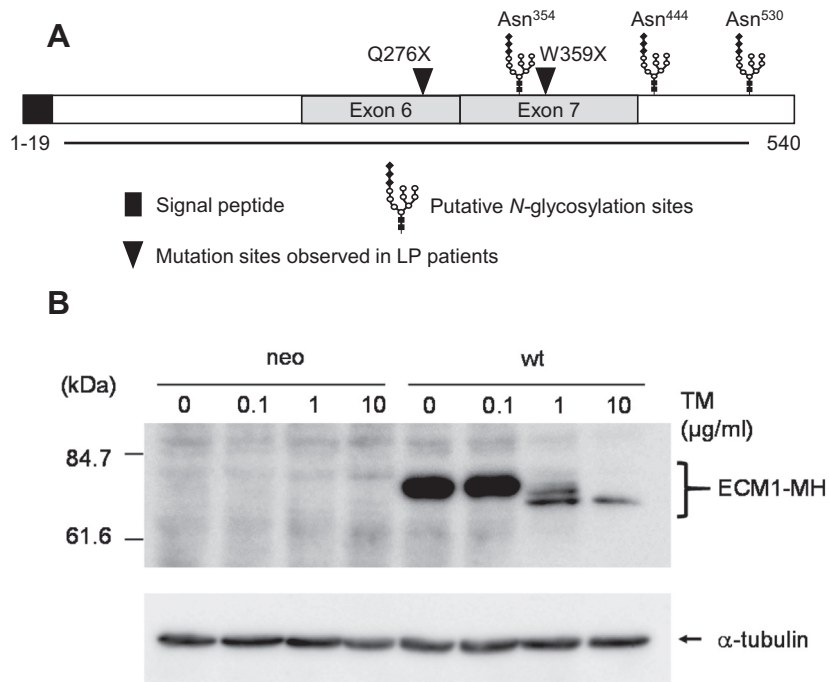 A
Asn354 Asn444 Asn530
Q276X W359X
Exon 6 Exon 7
1-19 540
Signal peptide
Putative N-glycosylation sites
Mutation sites observed in LP patients
B
neo wt
(kDa)
0 0.1 1 10 0 0.1 1 10 TM
(µg/ml)
84.7
ECM1-MH
61.6
α-tubulin